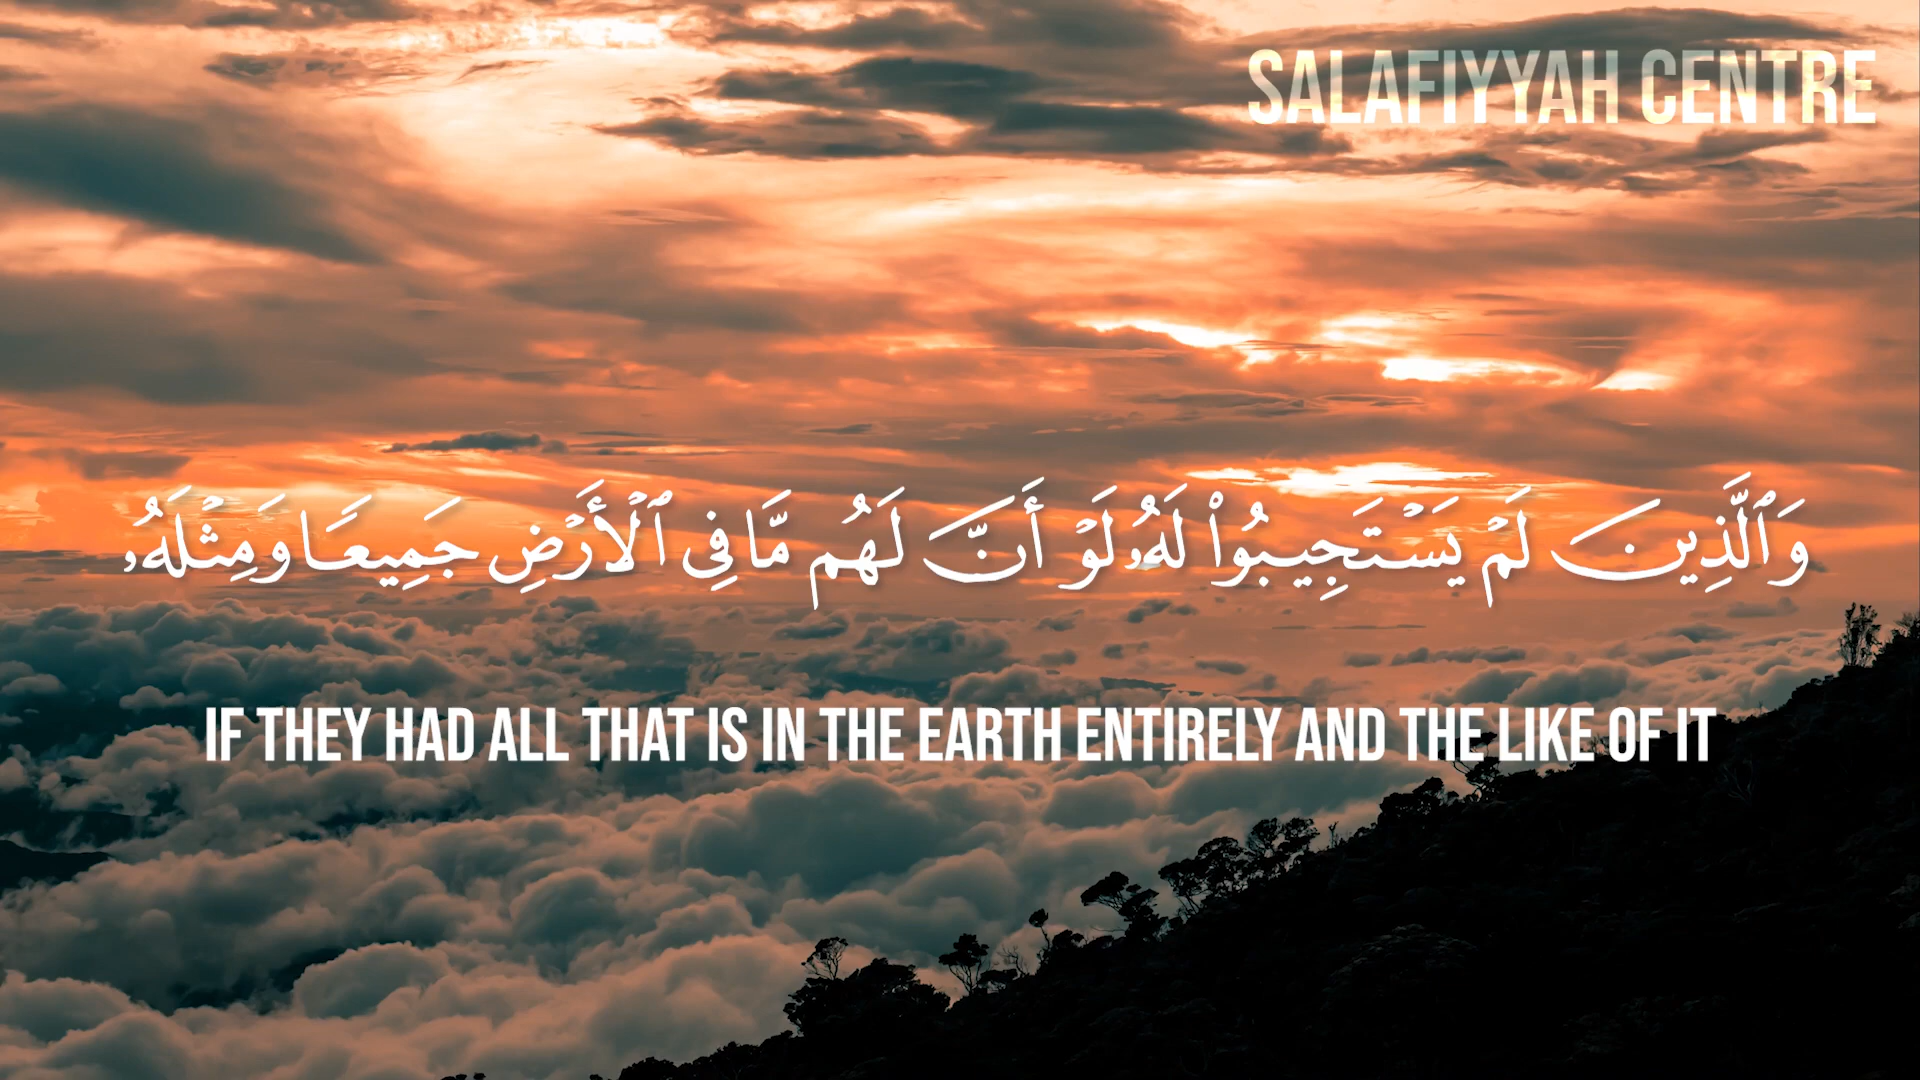 SALAFIYYAH CENTRE
وَٱلَّذِينَ لَمْ يَسْتَجِيبُوا۟ لَهُۥ لَوْ أَنَّ لَهُم مَّا فِى ٱلْأَرْضِ جَمِيعًا وَمِثْلَهُۥ
IF THEY HAD ALL THAT IS IN THE EARTH ENTIRELY AND THE LIKE OF IT